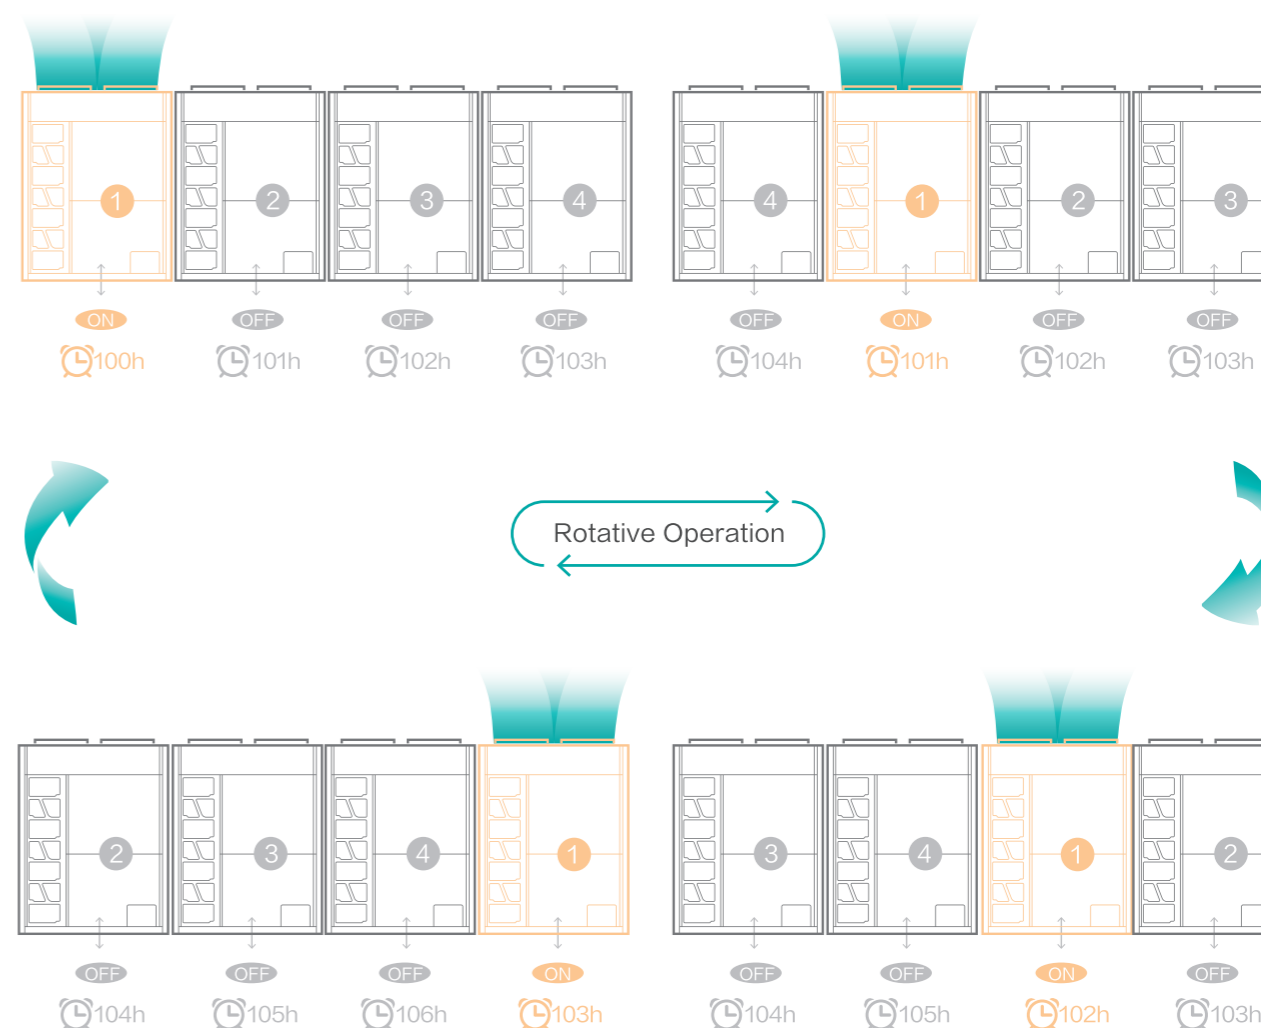 1 2 3 4
ON OFF OFF OFF
100h 101h 102h 103h
4 1 2 3
OFF ON OFF OFF
104h 101h 102h 103h
Rotative Operation
2 3 4 1
OFF OFF OFF ON
104h 105h 106h 103h
3 4 1 2
OFF OFF ON OFF
104h 105h 102h 103h